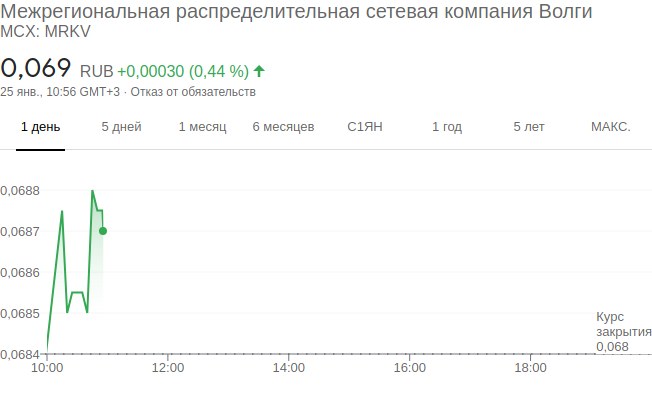 Межрегиональная распределительная сетевая компания Волги
MCX: MRKV
0,069 RUB +0,00030 (0,44 %)
25 янв., 10:56 GMT+3 · Отказ от обязательств
1 день 5 дней 1 месяц 6 месяцев С1ЯН 1 год 5 лет МАКС.
0,0688
0,0687
0,0686
0,0685
0,0684
Курс
закрытия
0,068
10:00 12:00 14:00 16:00 18:00